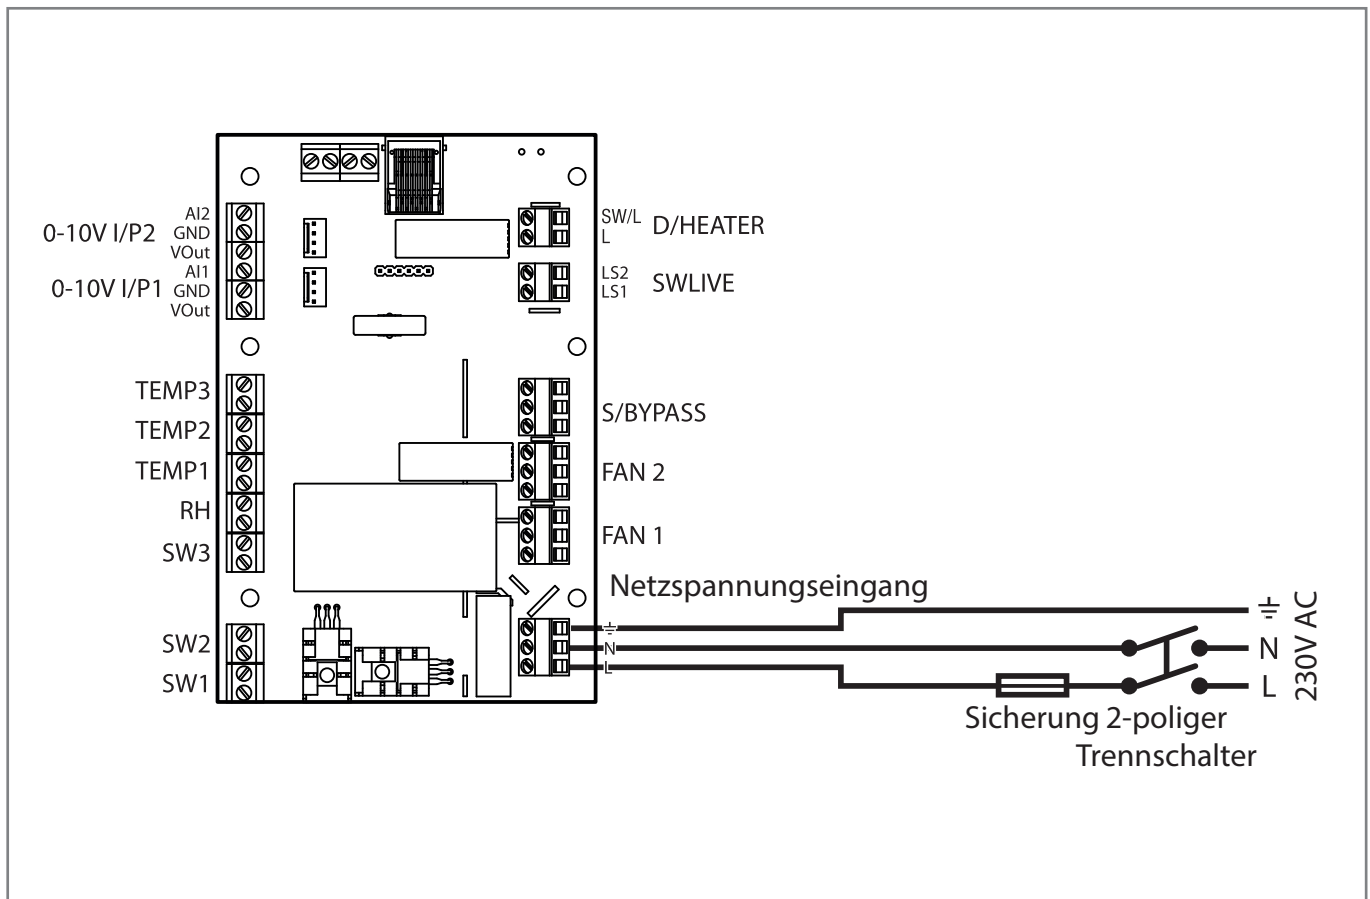 AI2
0-10V I/P2 GND
VOut
AI1
0-10V I/P1 GND
VOut
TEMP3
TEMP2
TEMP1
RH
SW3
SW2
SW1
SW/L D/HEATER
L
LS2 SWLIVE
LS1
S/BYPASS
FAN 2
FAN 1
Netzspannungseingang
N
L
N
L
230V AC
Sicherung 2-poliger
Trennschalter